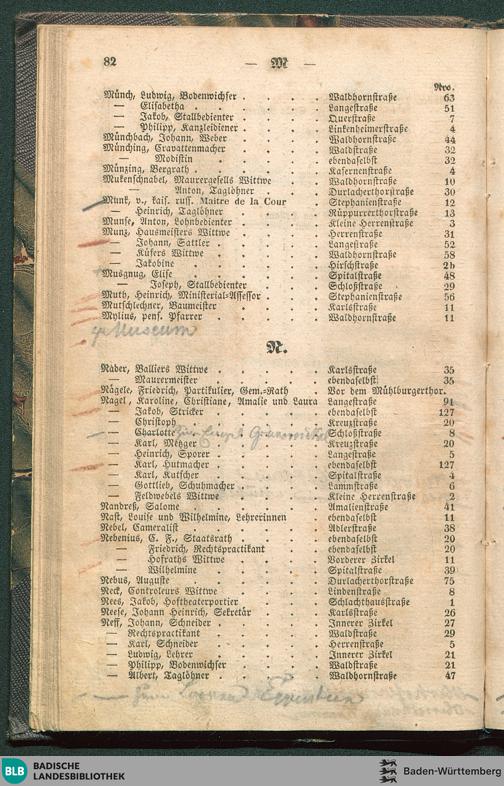 82 — M —
Nro.
Münch, Ludwig, Bodenwichser . . . . Waldhornstraße 63
— Elisabetha . . . . Langestraße 51
— Jakob, Stallbedienter . . . . Querstraße 7
— Philipp, Kanzleidiener . . . . Linkenheimerstraße 4
Münchbach, Johann, Weber . . . . Waldhornstraße 44
Münching, Cravattenmacher . . . . Waldstraße 32
— Modistin . . . . ebendaselbst 32
Münzing, Bergrath . . . . Kasernenstraße 4
Mukenschnabel, Maurergesells Wittwe . . . . Waldhornstraße 10
— Anton, Taglöhner . . . . Durlacherthorstraße 30
Munk, v., kais. russ. Maitre de la Cour . . Stephanienstraße 12
— Heinrich, Taglöhner . . . . Rüppurrerthorstraße 13
Munse, Anton, Lohnbedienter . . . . Kleine Herrenstraße 3
Munz, Hausmeisters Wittwe . . . . Herrenstraße 31
— Johann, Sattler . . . . Langestraße 52
— Küfers Wittwe . . . . Waldhornstraße 58
— Jakobine . . . . Hirschstraße 2b
Musgnug, Elise . . . . Spitalstraße 48
— Joseph, Stallbedienter . . . . Schloßstraße 29
Muth, Heinrich, Ministerial-Assessor . . . . Stephanienstraße 56
Mutschlechner, Baumeister . . . . Karlsstraße 11
Mylius, pens. Pfarrer . . . . Waldhornstraße 11
Museum
N.
Näder, Balliers Wittwe . . . . Karlsstraße 35
— Maurermeister . . . . ebendaselbst 35
Nägele, Friedrich, Partikulier, Gem.-Rath . Vor dem Mühlburgerthor.
Nagel, Karoline, Christiane, Amalie und Laura Langestraße 91
— Jakob, Stricker . . . . ebendaselbst 127
— Christoph . . . . Kreuzstraße 20
— Charlotte . . . . Schloßstraße 8
— Karl, Metzger . . . . Kreuzstraße 20
— Heinrich, Sporer . . . . Langestraße 5
— Karl, Hutmacher . . . . ebendaselbst 127
— Karl, Kutscher . . . . Spitalstraße 4
— Gottlieb, Schuhmacher . . . . Lammstraße 6
— Feldwebels Wittwe . . . . Kleine Herrenstraße 2
Nandreß, Salome . . . . Amalienstraße 41
Nast, Louise und Wilhelmine, Lehrerinnen . ebendaselbst 11
Nebel, Cameralist . . . . Adlerstraße 38
Nebenius, C. F., Staatsrath . . . . ebendaselbst 20
— Friedrich, Rechtspractikant . . . . ebendaselbst 20
— Hofraths Wittwe . . . . Vorderer Zirkel 11
— Wilhelmine . . . . Spitalstraße 39
Nebus, Auguste . . . . Durlacherthorstraße 75
Neck, Controleurs Wittwe . . . . Lindenstraße 8
Nees, Jakob, Hoftheaterportier . . . . Schlachthausstraße 1
Neese, Johann Heinrich, Sekretär . . . . Karlsstraße 26
Neff, Johann, Schneider . . . . Innerer Zirkel 27
— Rechtspractikant . . . . Waldstraße 29
— Karl, Schneider . . . . Herrenstraße 5
— Ludwig, Lehrer . . . . Innerer Zirkel 21
— Philipp, Bodenwichser . . . . Waldstraße 21
— Albert, Taglöhner . . . . Waldhornstraße 47
BLB BADISCHE
LANDESBIBLIOTHEK
Baden-Württemberg